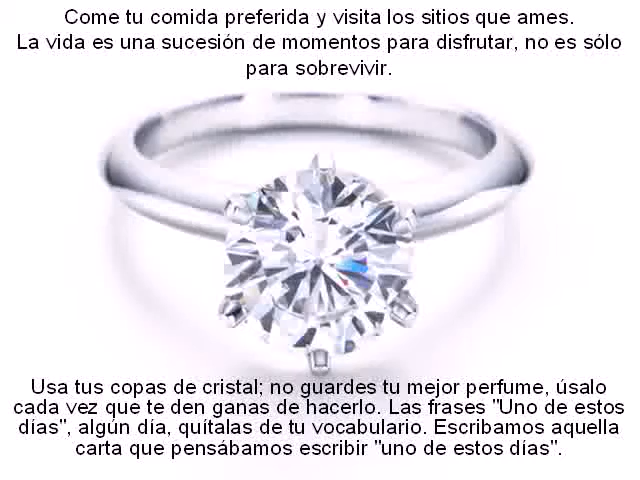 Come tu comida preferida y visita los sitios que ames.
La vida es una sucesión de momentos para disfrutar, no es sólo
para sobrevivir.
Usa tus copas de cristal; no guardes tu mejor perfume, úsalo
cada vez que te den ganas de hacerlo. Las frases "Uno de estos
días", algún día, quítalas de tu vocabulario. Escribamos aquella
carta que pensábamos escribir "uno de estos días".